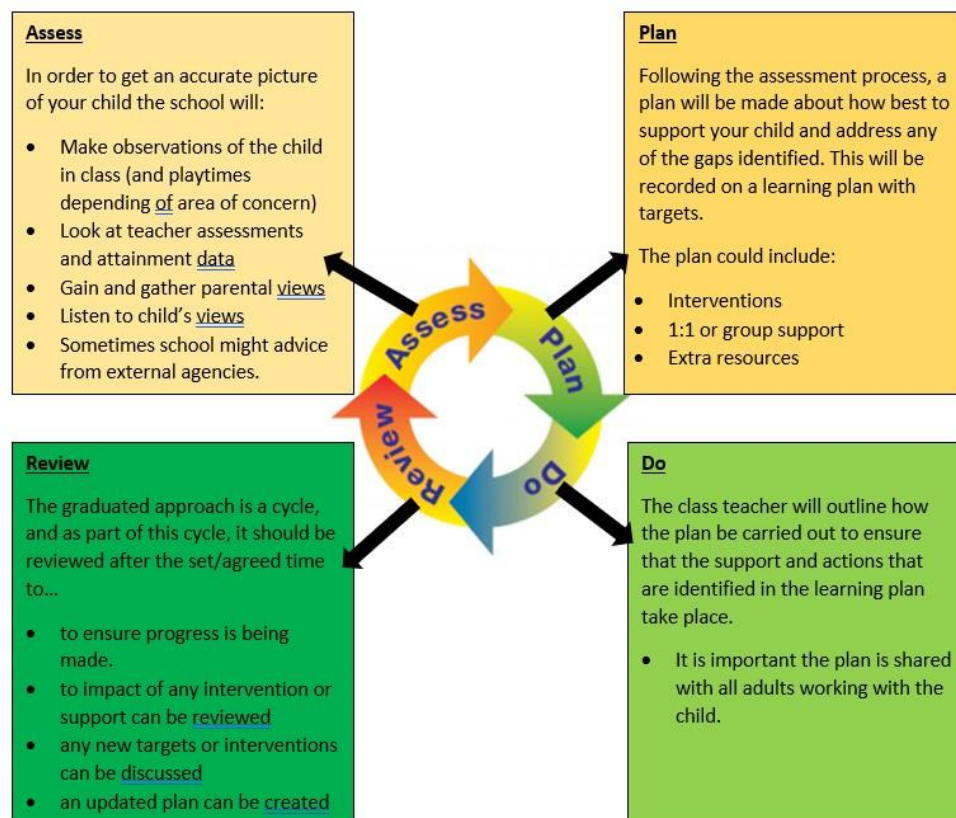 Assess
In order to get an accurate picture
of your child the school will:
• Make observations of the child
in class (and playtimes
depending of area of concern)
• Look at teacher assessments
and attainment data
• Gain and gather parental views
• Listen to child's views
• Sometimes school might advice
from external agencies.
Plan
Following the assessment process, a
plan will be made about how best to
support your child and address any
of the gaps identified. This will be
recorded on a learning plan with
targets.
The plan could include:
• Interventions
• 1:1 or group support
• Extra resources
Assess
Plan
Do
Review
Review
The graduated approach is a cycle,
and as part of this cycle, it should be
reviewed after the set/agreed time
to...
• to ensure progress is being
made.
• to impact of any intervention or
support can be reviewed
• any new targets or interventions
can be discussed
• an updated plan can be created
Do
The class teacher will outline how
the plan be carried out to ensure
that the support and actions that
are identified in the learning plan
take place.
• It is important the plan is shared
with all adults working with the
child.